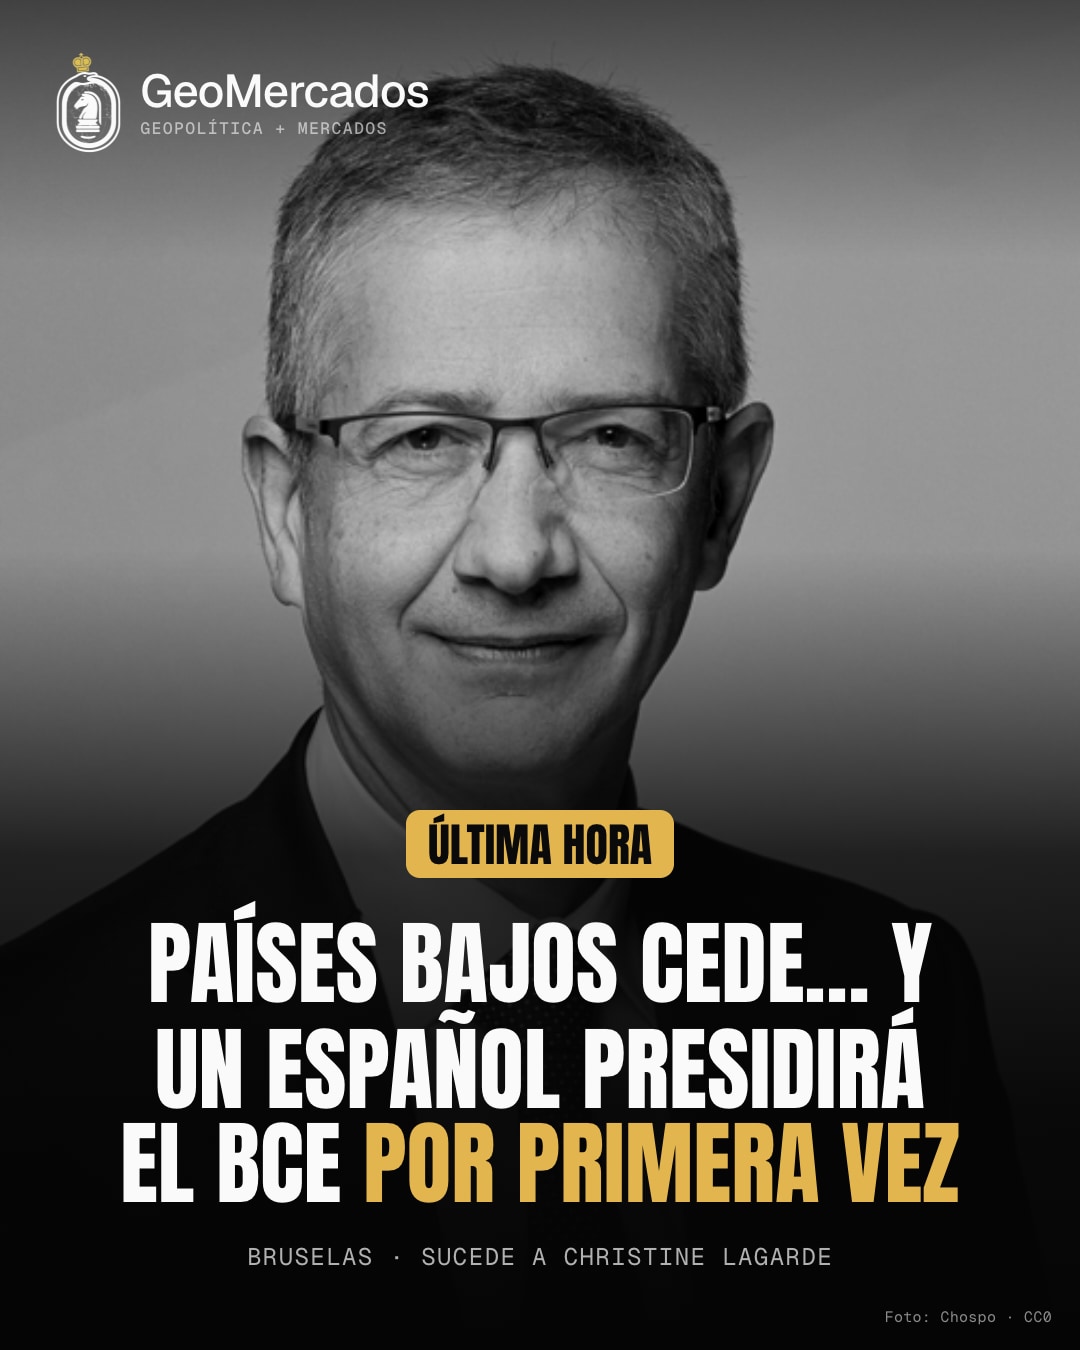 GeoMercados
GEOPOLÍTICA + MERCADOS
ÚLTIMA HORA
PAÍSES BAJOS CEDE... Y
UN ESPAÑOL PRESIDIRÁ
EL BCE POR PRIMERA VEZ
BRUSELAS · SUCEDE A CHRISTINE LAGARDE
Foto: Chospo · CC0